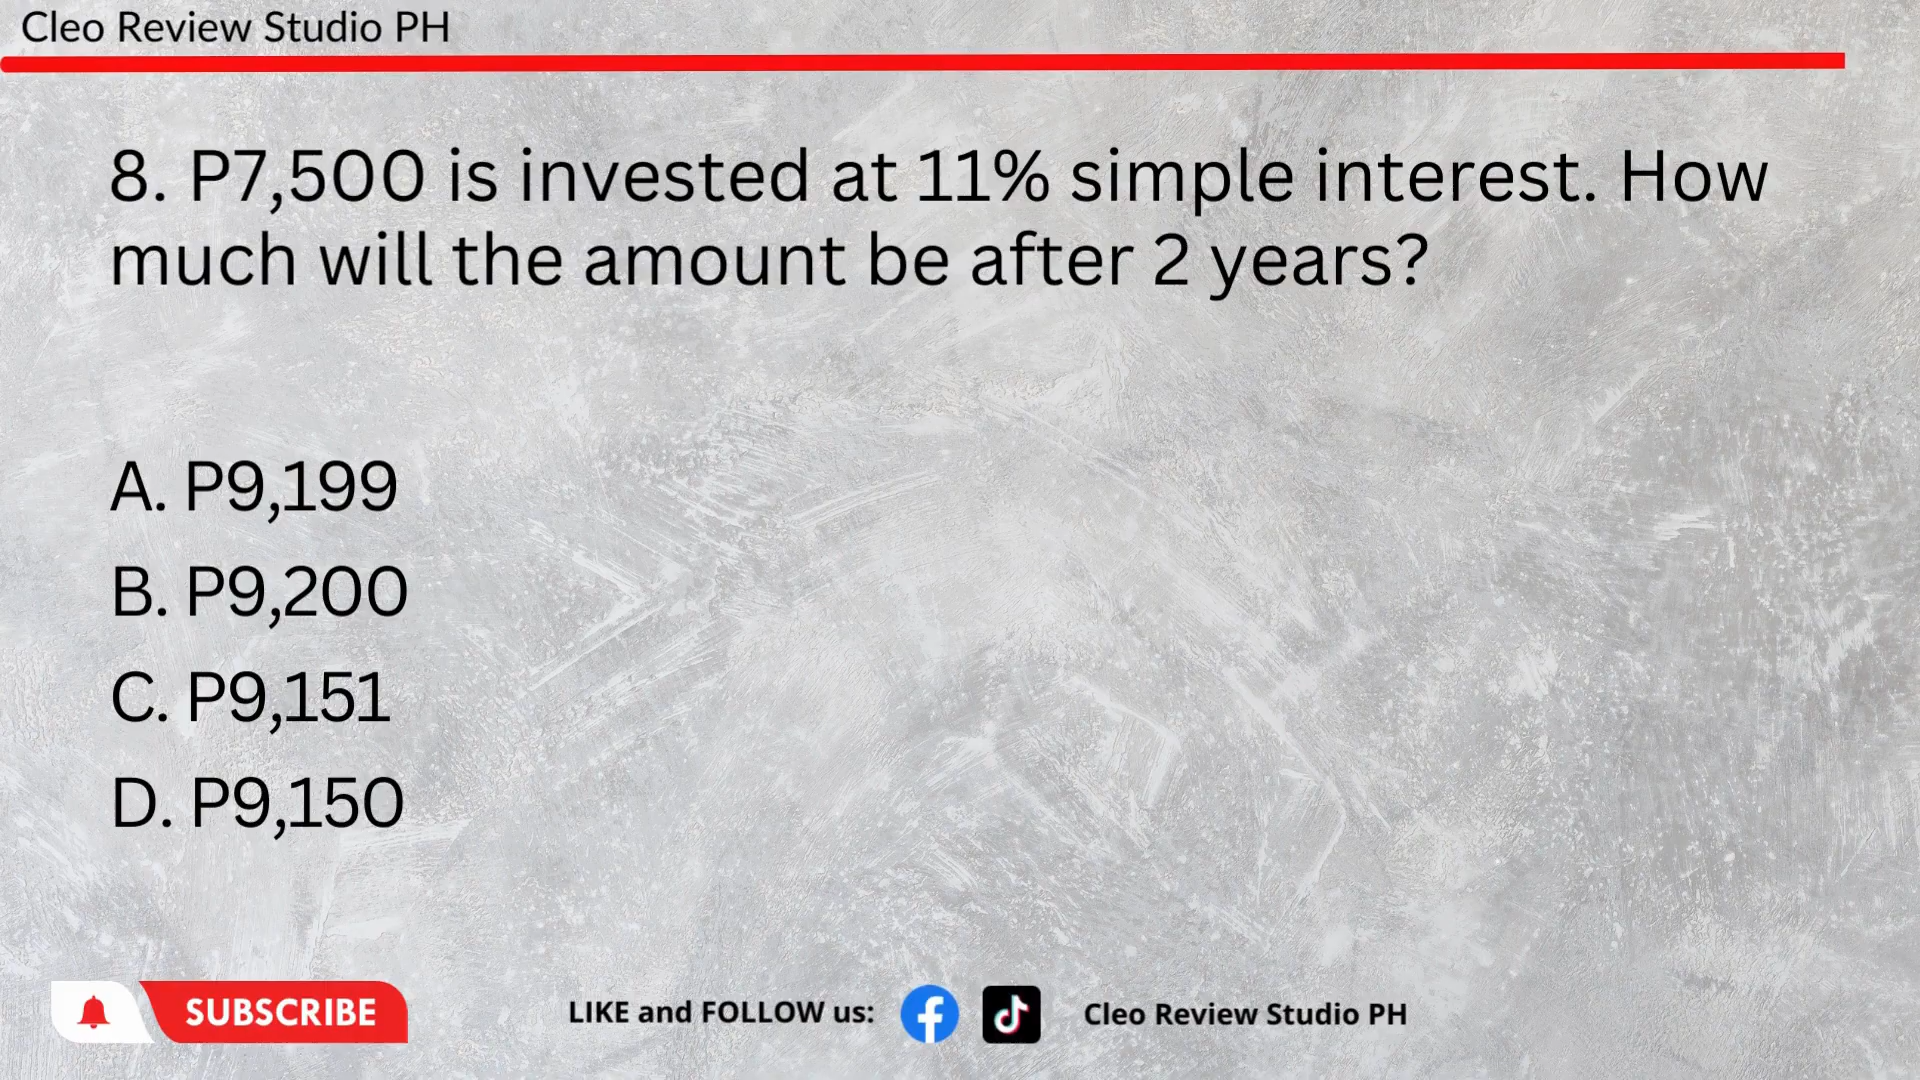 Cleo Review Studio PH
8. P7,500 is invested at 11% simple interest. How
much will the amount be after 2 years?
A. P9,199
B. P9,200
C. P9,151
D. P9,150
SUBSCRIBE
LIKE and FOLLOW us:
Cleo Review Studio PH